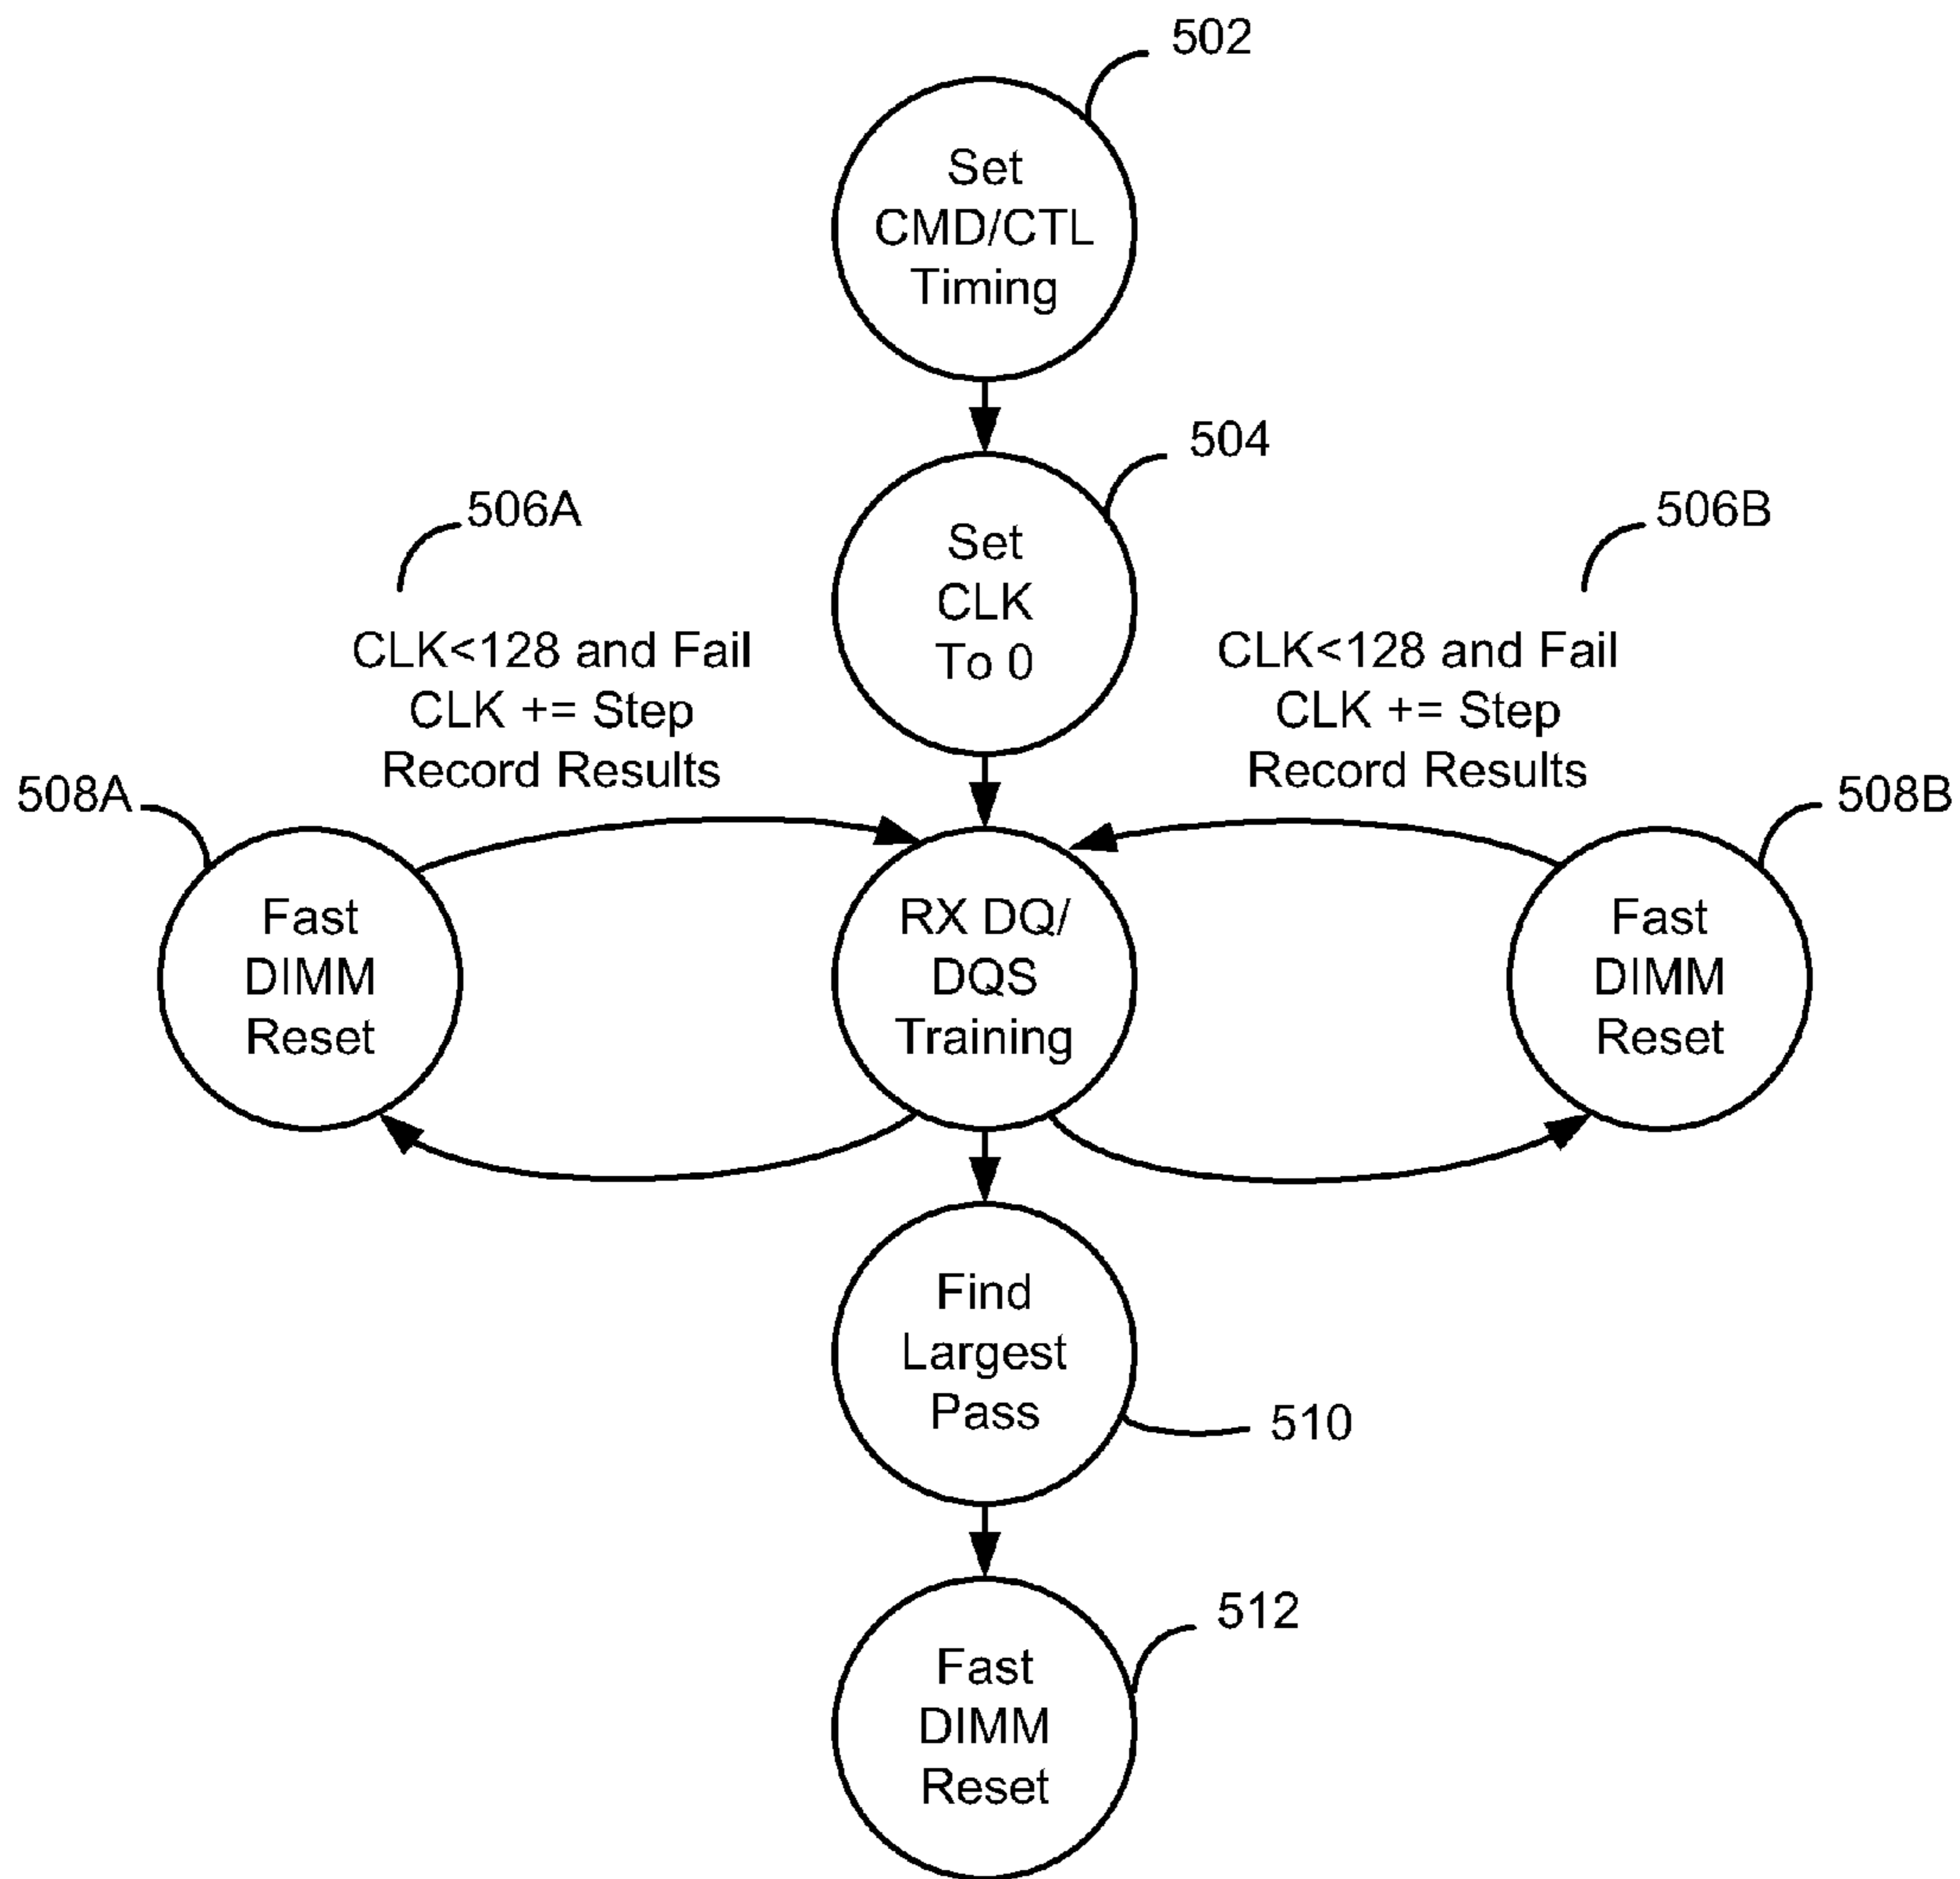 502
Set
CMD/CTL
Timing
504
Set
CLK
To 0
506A
CLK<128 and Fail
CLK += Step
Record Results
506B
CLK<128 and Fail
CLK += Step
Record Results
508A
Fast
DIMM
Reset
RX DQ/
DQS
Training
508B
Fast
DIMM
Reset
Find
Largest
Pass
510
512
Fast
DIMM
Reset